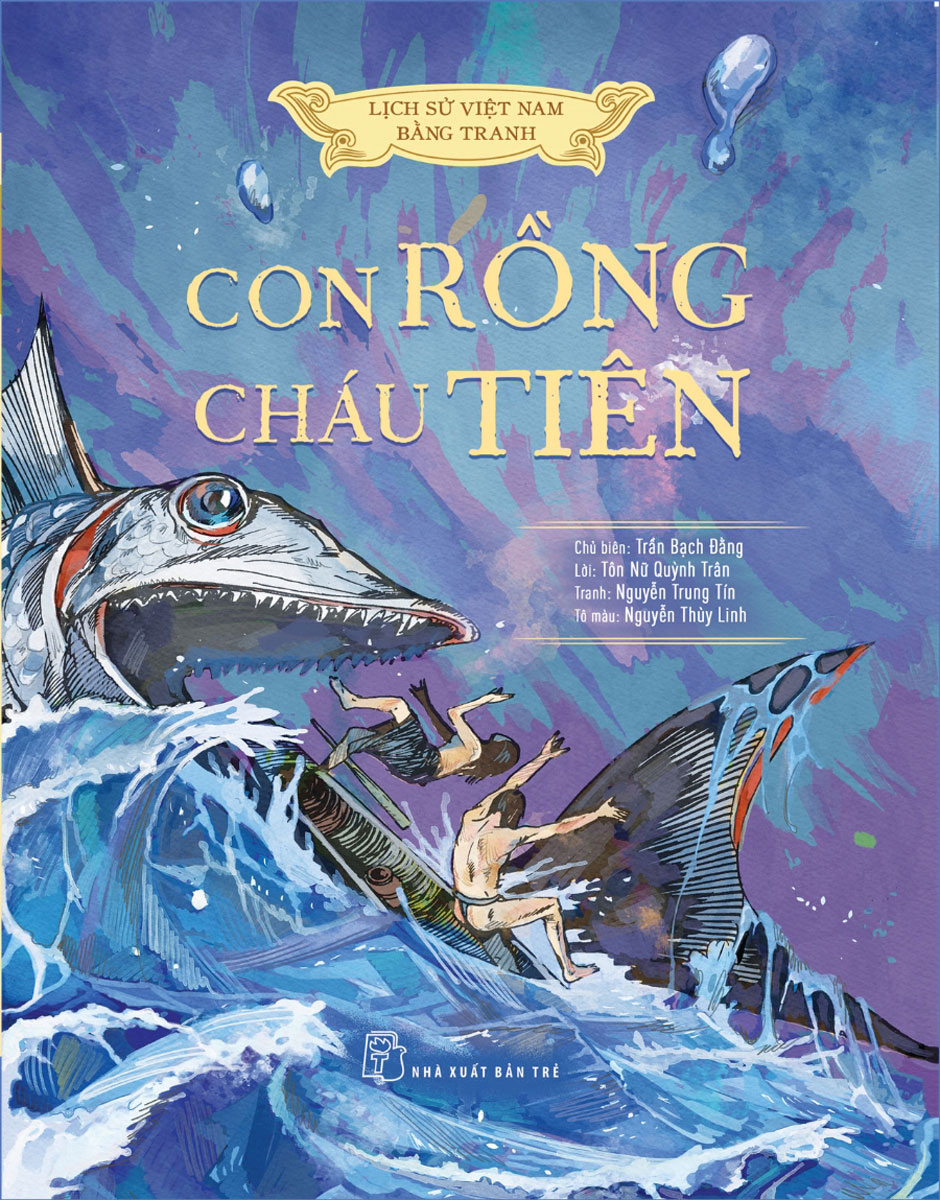 LỊCH SỬ VIỆT NAM
BẰNG TRANH
CON RỒNG
CHÁU TIÊN
Chủ biên: Trần Bạch Đằng
Lời: Tôn Nữ Quỳnh Trân
Tranh: Nguyễn Trung Tín
Tô màu: Nguyễn Thùy Linh
NHÀ XUẤT BẢN TRẺ